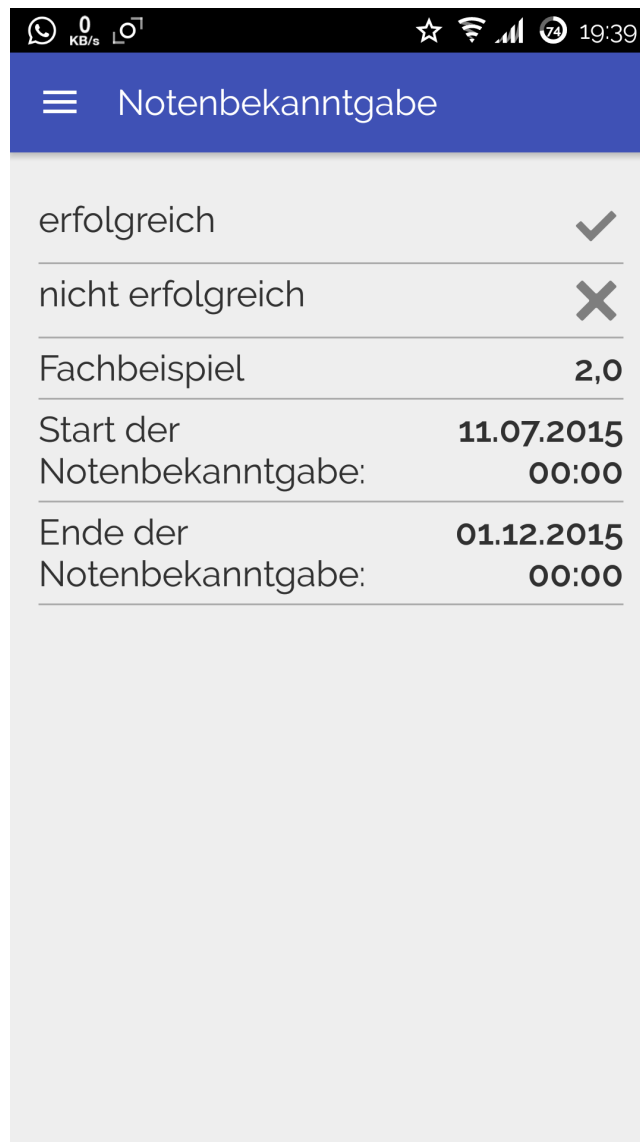 0
KB/s
74
19:39
Notenbekanntgabe
erfolgreich
nicht erfolgreich
Fachbeispiel 2,0
Start der 11.07.2015
Notenbekanntgabe: 00:00
Ende der 01.12.2015
Notenbekanntgabe: 00:00